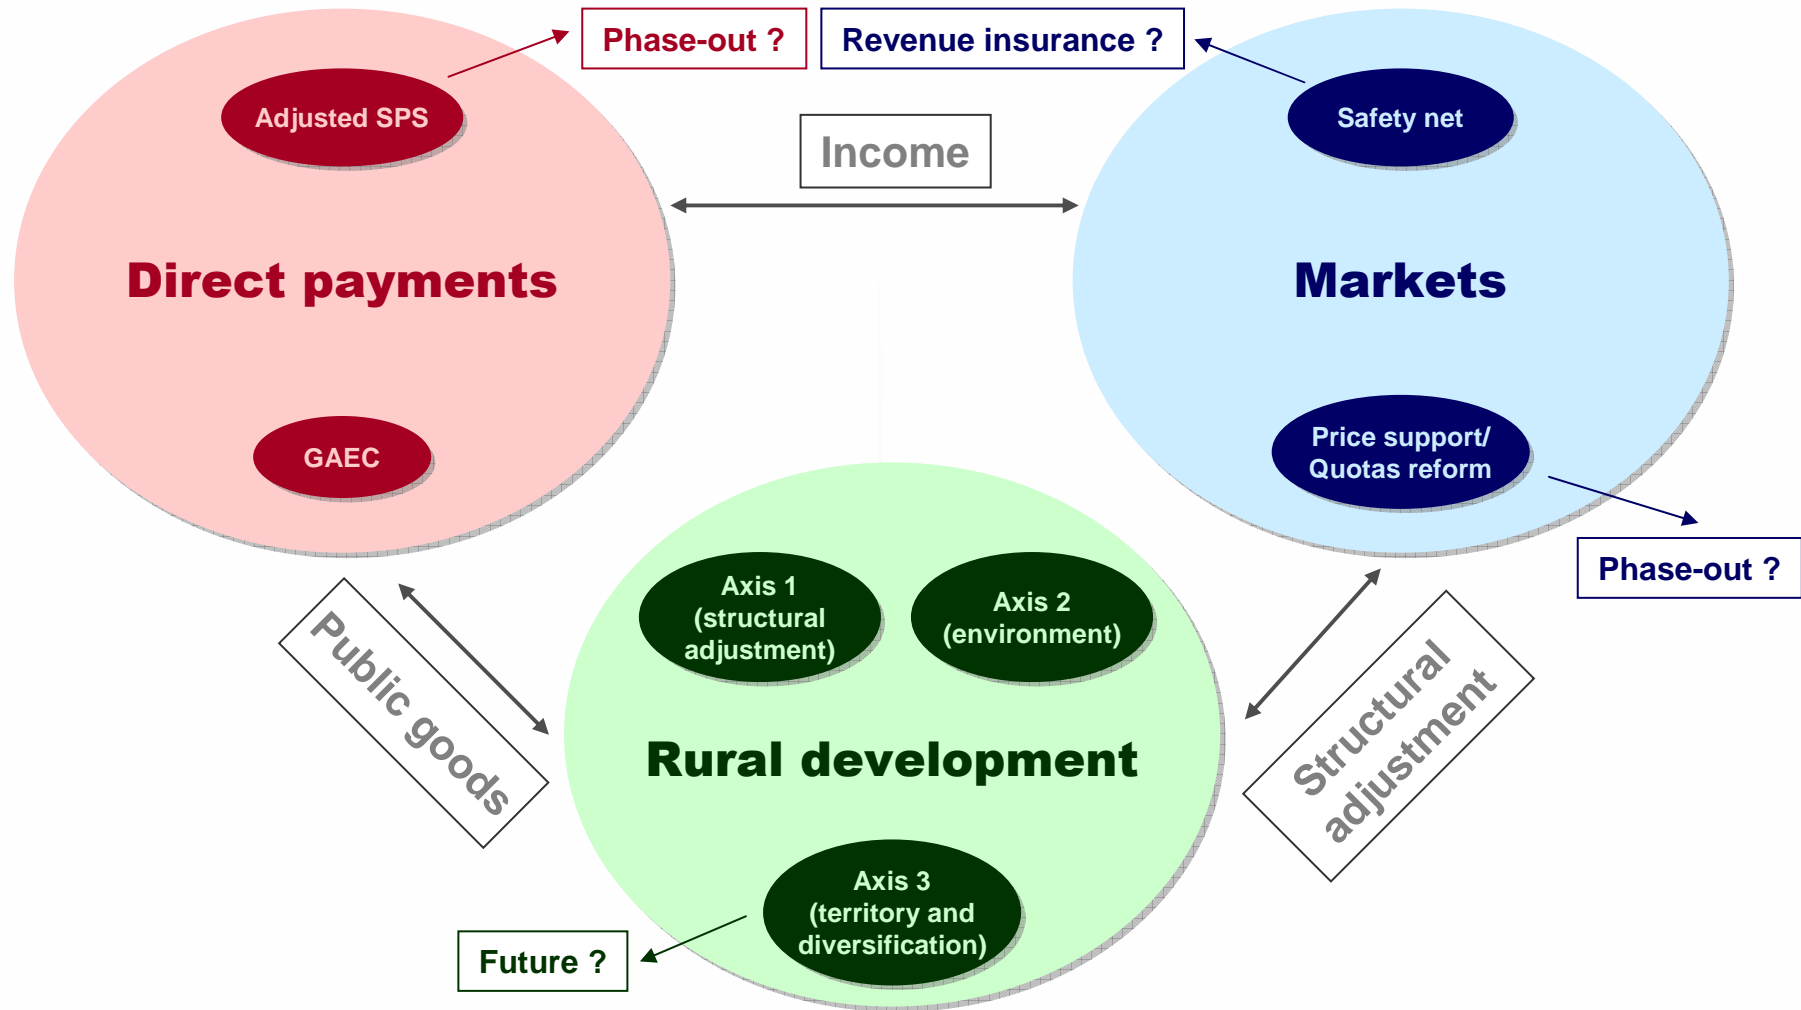 Phase-out ?
Revenue insurance ?
Adjusted SPS
Safety net
Income
Direct payments
Markets
GAEC
Price support/
Quotas reform
Phase-out ?
Axis 1
(structural
adjustment)
Axis 2
(environment)
Public goods
Structural
adjustment
Rural development
Axis 3
(territory and
diversification)
Future ?